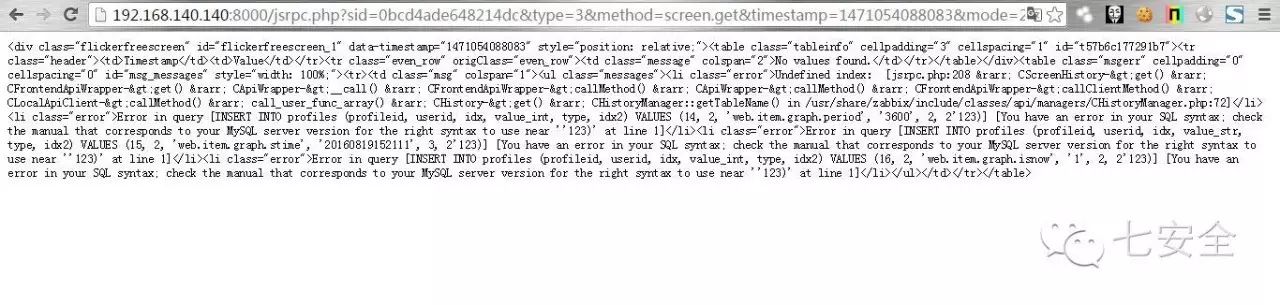 192.168.140.140:8000/jsrpc.php?sid=0bcd4ade648214dc&type=3&method=screen.get&timestamp=1471054088083&mode=2
<div class="flickerfreescreen" id="flickerfreescreen_1" data-timestamp="1471054088083" style="position: relative;"><table class="tableinfo" cellpadding="3" cellspacing="1" id="t57b6c177291b7"><tr
class="header"><td>Timestamp</td><td>Value</td></tr><tr class="even_row" origClass="even_row"><td class="message" colspan="2">No values found.</td></tr></table></div><table class="msgerr" cellpadding="0"
cellspacing="0" id="msg_messages" style="width: 100%;"><tr><td class="msg" colspan="1"><ul class="messages"><li class="error">Undefined index:  [jsrpc.php:208 &rarr; CScreenHistory-&gt;get() &rarr;
CFrontendApiWrapper-&gt;get() &rarr; CApiWrapper-&gt;__call() &rarr; CFrontendApiWrapper-&gt;callMethod() &rarr; CApiWrapper-&gt;callMethod() &rarr; CFrontendApiWrapper-&gt;callClientMethod() &rarr;
CLocalApiClient-&gt;callMethod() &rarr; call_user_func_array() &rarr; CHistory-&gt;get() &rarr; CHistoryManager::getTableName() in /usr/share/zabbix/include/classes/api/managers/CHistoryManager.php:72]</li>
<li class="error">Error in query [INSERT INTO profiles (profileid, userid, idx, value_int, type, idx2) VALUES (14, 2, 'web.item.graph.period', '3600', 2, 2'123)] [You have an error in your SQL syntax; check
the manual that corresponds to your MySQL server version for the right syntax to use near ''123)' at line 1]</li><li class="error">Error in query [INSERT INTO profiles (profileid, userid, idx, value_str,
type, idx2) VALUES (15, 2, 'web.item.graph.stime', '20160819152111', 3, 2'123)] [You have an error in your SQL syntax; check the manual that corresponds to your MySQL server version for the right syntax to
use near ''123)' at line 1]</li><li class="error">Error in query [INSERT INTO profiles (profileid, userid, idx, value_int, type, idx2) VALUES (16, 2, 'web.item.graph.isnow', '1', 2, 2'123)] [You have an
error in your SQL syntax; check the manual that corresponds to your MySQL server version for the right syntax to use near ''123)' at line 1]</li></ul></td></tr></table>
七安全